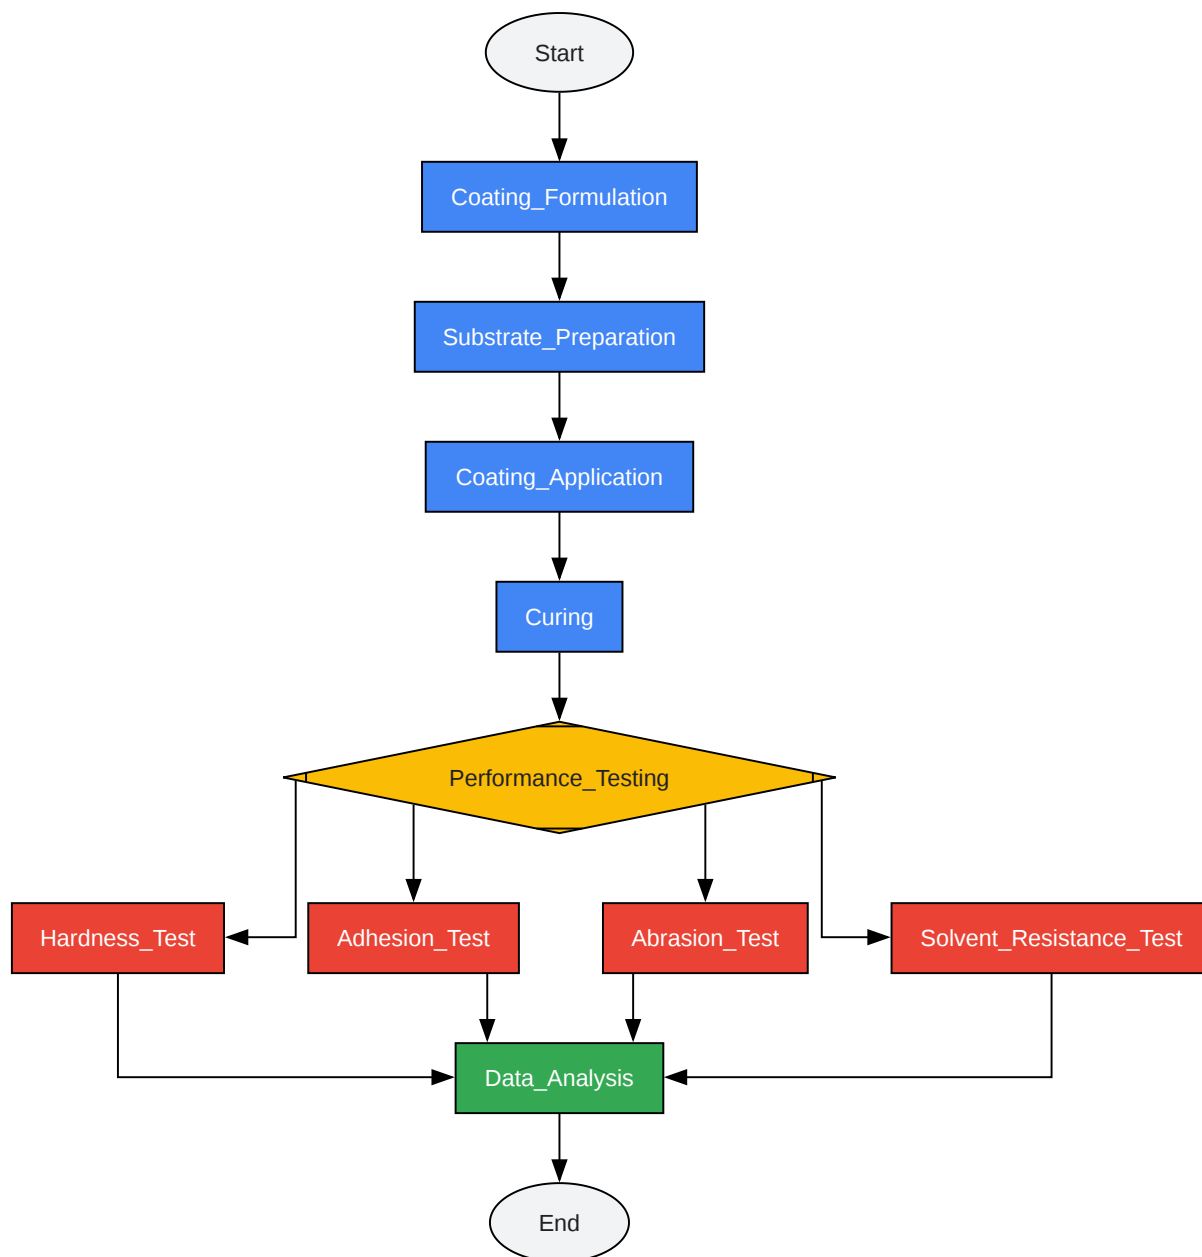 Start
Coating_Formulation
Substrate_Preparation
Coating_Application
Curing
Performance_Testing
Hardness_Test
Adhesion_Test
Abrasion_Test
Solvent_Resistance_Test
Data_Analysis
End